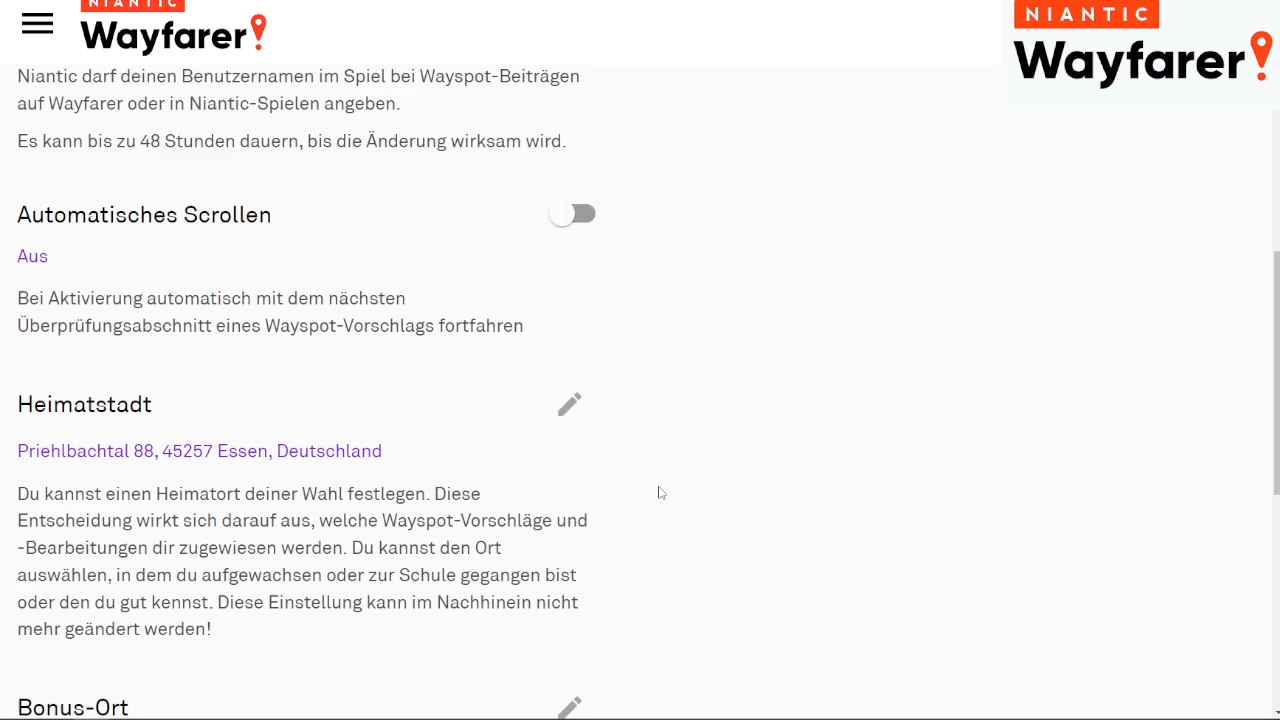 NIANTIC
Wayfarer
NIANTIC
Wayfarer
Niantic darf deinen Benutzernamen im Spiel bei Wayspot-Beiträgen
auf Wayfarer oder in Niantic-Spielen angeben.
Es kann bis zu 48 Stunden dauern, bis die Änderung wirksam wird.
Automatisches Scrollen
Aus
Bei Aktivierung automatisch mit dem nächsten
Überprüfungsabschnitt eines Wayspot-Vorschlags fortfahren
Heimatstadt
Priehlbachtal 88, 45257 Essen, Deutschland
Du kannst einen Heimatort deiner Wahl festlegen. Diese
Entscheidung wirkt sich darauf aus, welche Wayspot-Vorschläge und
-Bearbeitungen dir zugewiesen werden. Du kannst den Ort
auswählen, in dem du aufgewachsen oder zur Schule gegangen bist
oder den du gut kennst. Diese Einstellung kann im Nachhinein nicht
mehr geändert werden!
Bonus-Ort